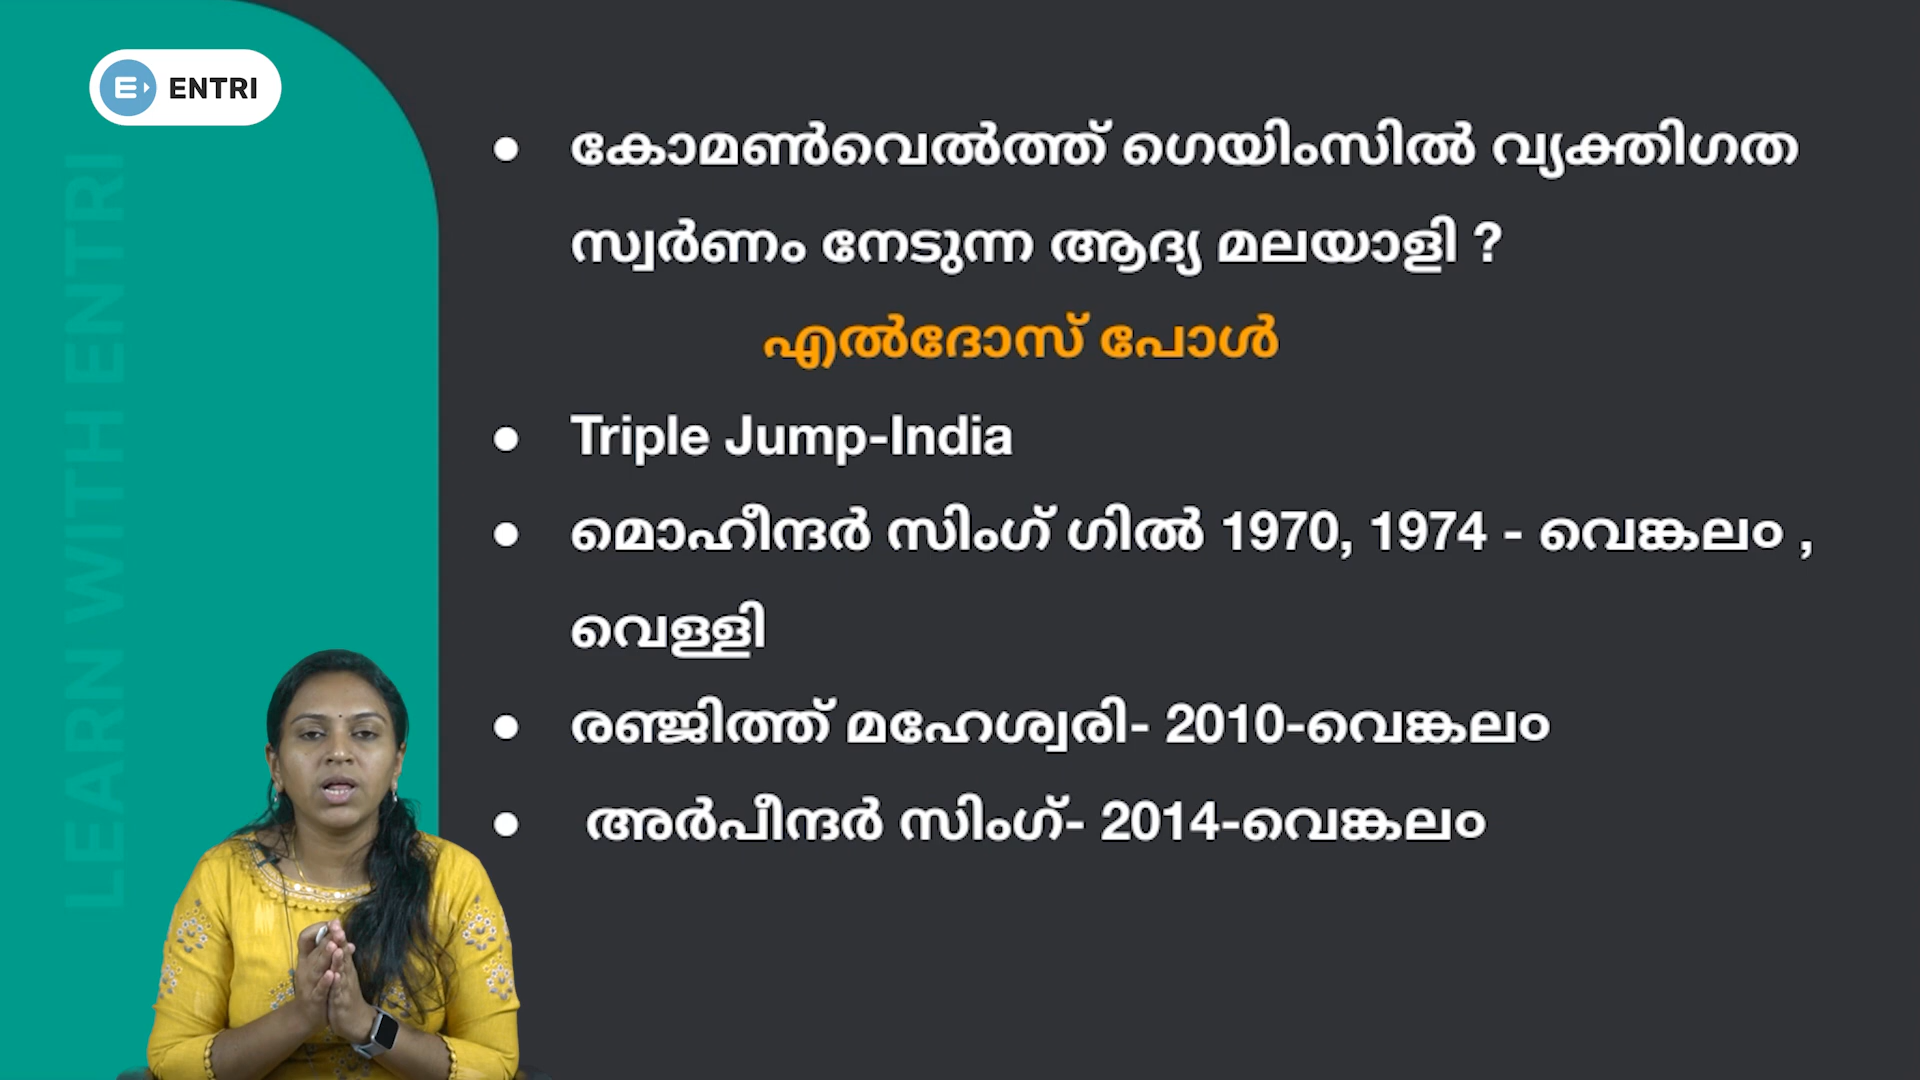 ENTRI
LEARN WITH ENTRI
● കോമൺവെൽത്ത് ഗെയിംസിൽ വ്യക്തിഗത
സ്വർണം നേടുന്ന ആദ്യ മലയാളി ?
എൽദോസ് പോൾ
● Triple Jump-India
● മൊഹീന്ദർ സിംഗ് ഗിൽ 1970, 1974 - വെങ്കലം ,
വെള്ളി
● രഞ്ജിത്ത് മഹേശ്വരി- 2010-വെങ്കലം
● അർപീന്ദർ സിംഗ്- 2014-വെങ്കലം